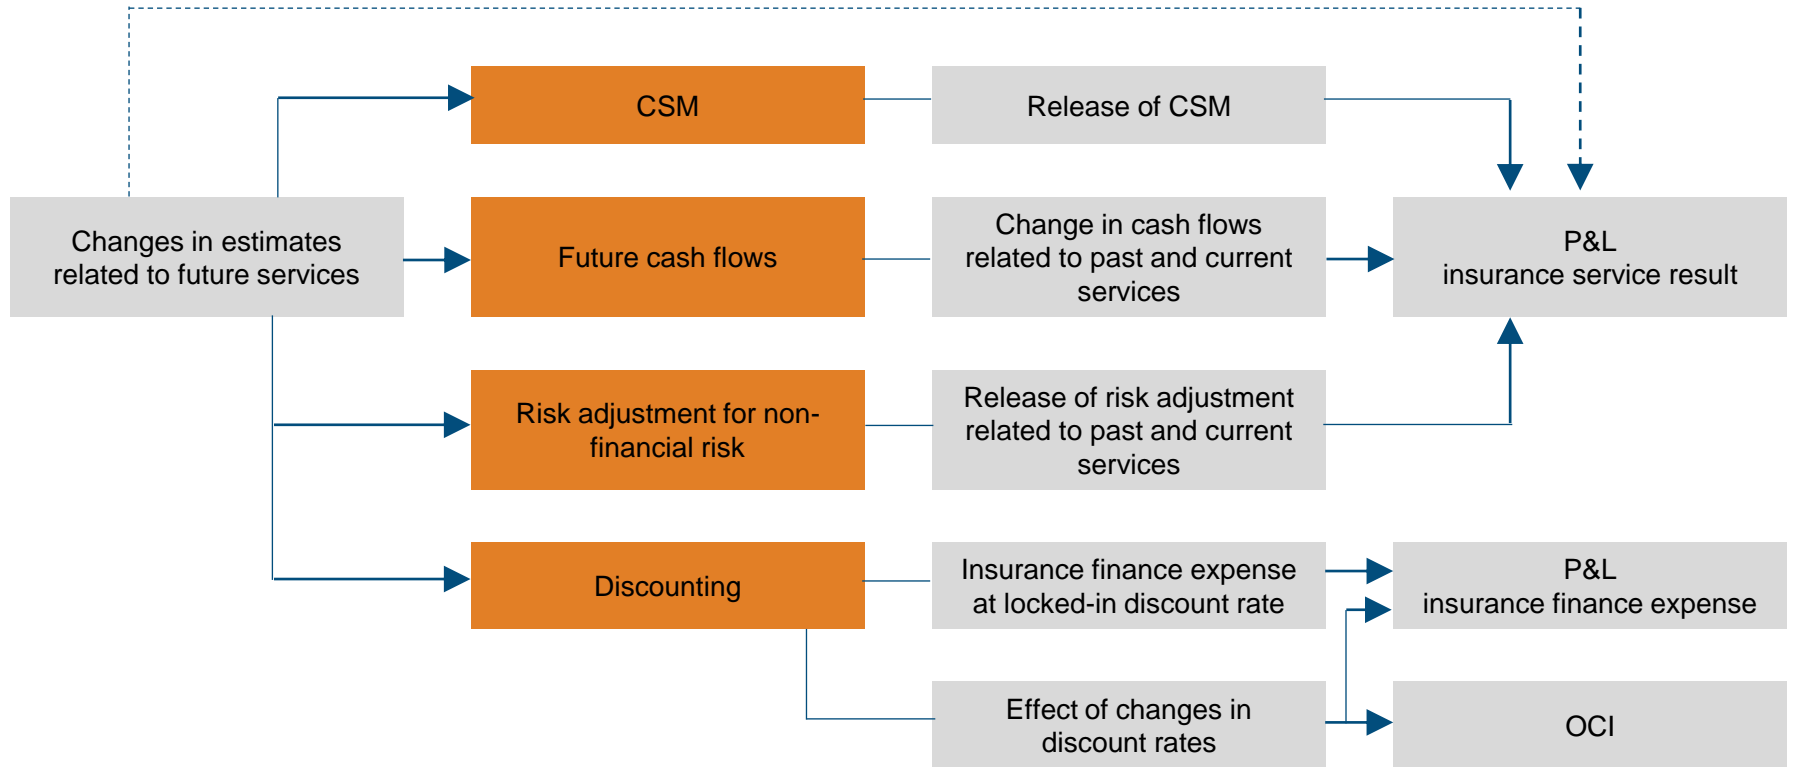 CSM
Release of CSM
Changes in estimates
related to future services
Future cash flows
Change in cash flows
related to past and current
services
P&L
insurance service result
Risk adjustment for non-
financial risk
Release of risk adjustment
related to past and current
services
Discounting
Insurance finance expense
at locked-in discount rate
P&L
insurance finance expense
Effect of changes in
discount rates
OCI